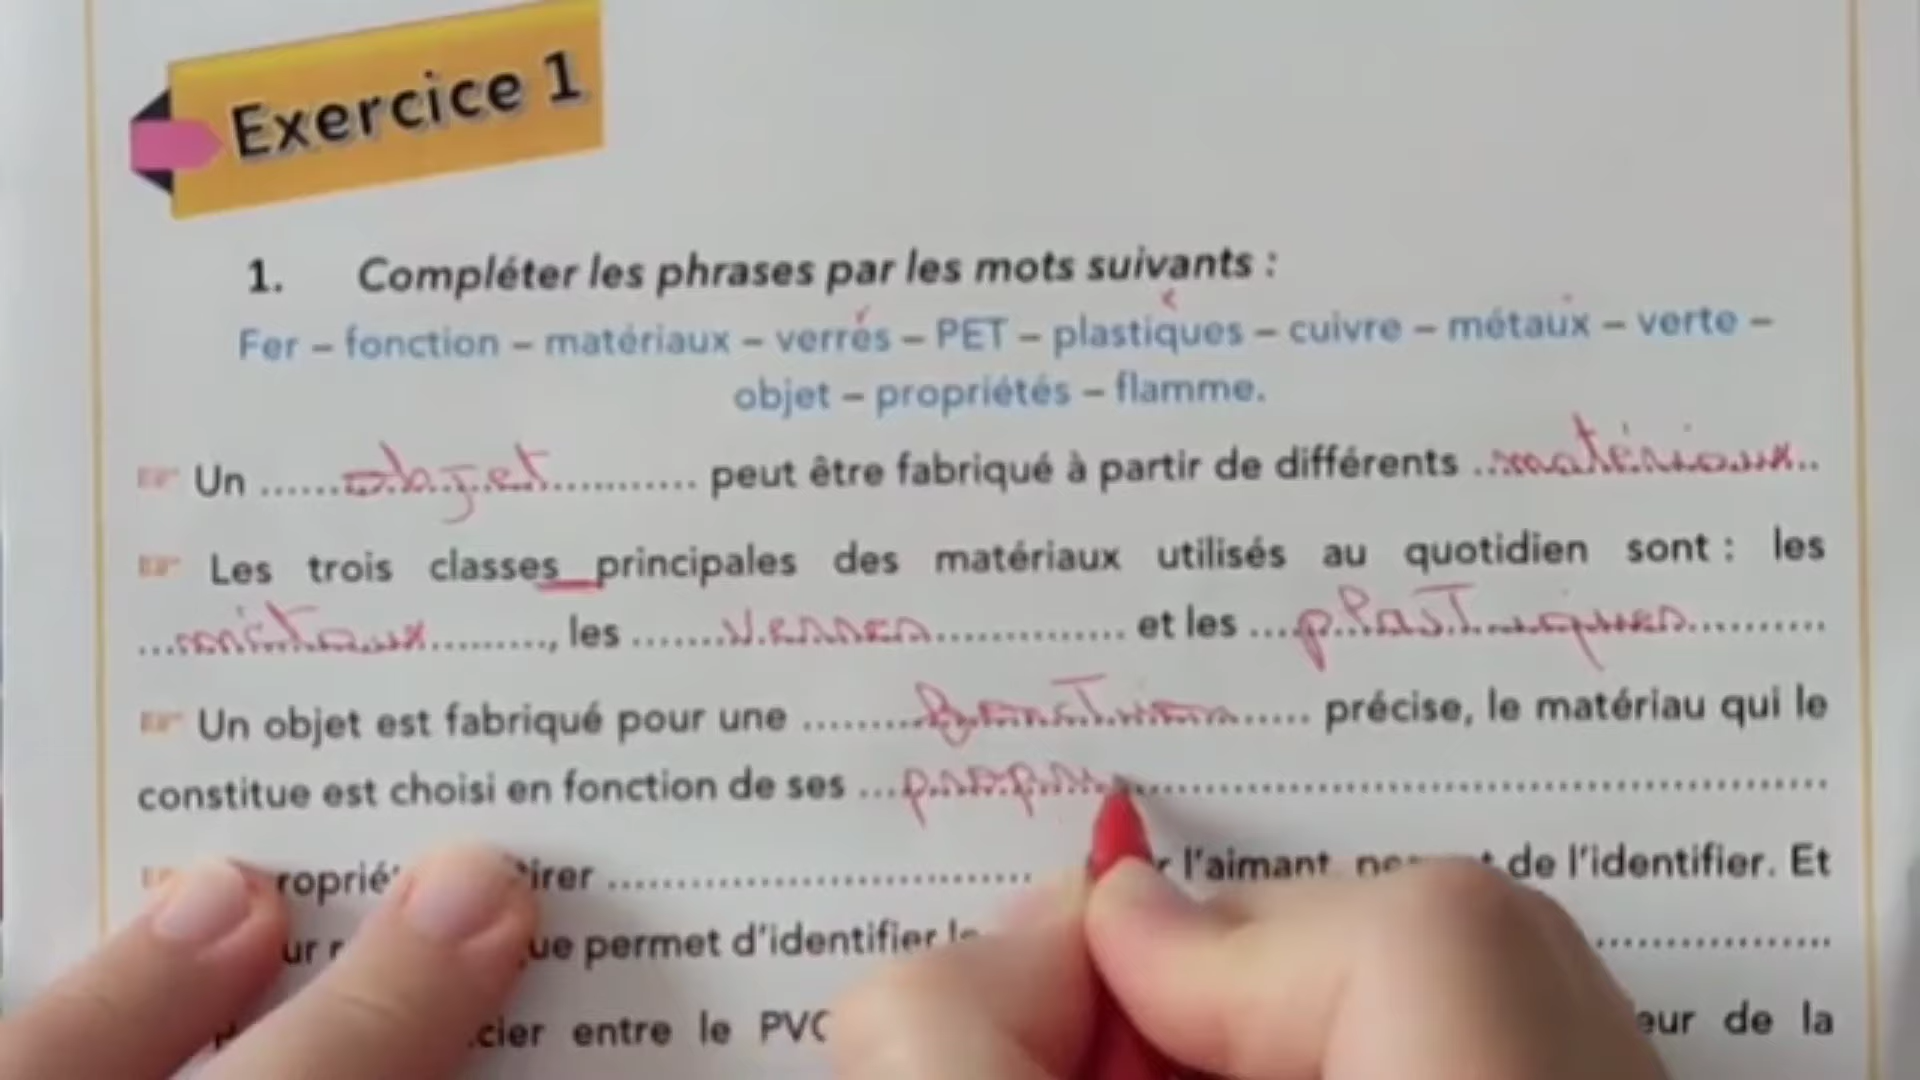 Exercice 1
1. Compléter les phrases par les mots suivants :
Fer – fonction – matériaux – verres – PET – plastiques – cuivre – métaux – verte –
objet – propriétés – flamme.
Un ......objet........... peut être fabriqué à partir de différents ..matériaux..
Les trois classes principales des matériaux utilisés au quotidien sont : les
...métaux........., les .......verres............... et les ....plastiques..........
Un objet est fabriqué pour une ........fonction..... précise, le matériau qui le
constitue est choisi en fonction de ses ...propri..............................
.............................. l'aimant de l'identifier. Et
permet d'identifier ...............
entre le PVC de la